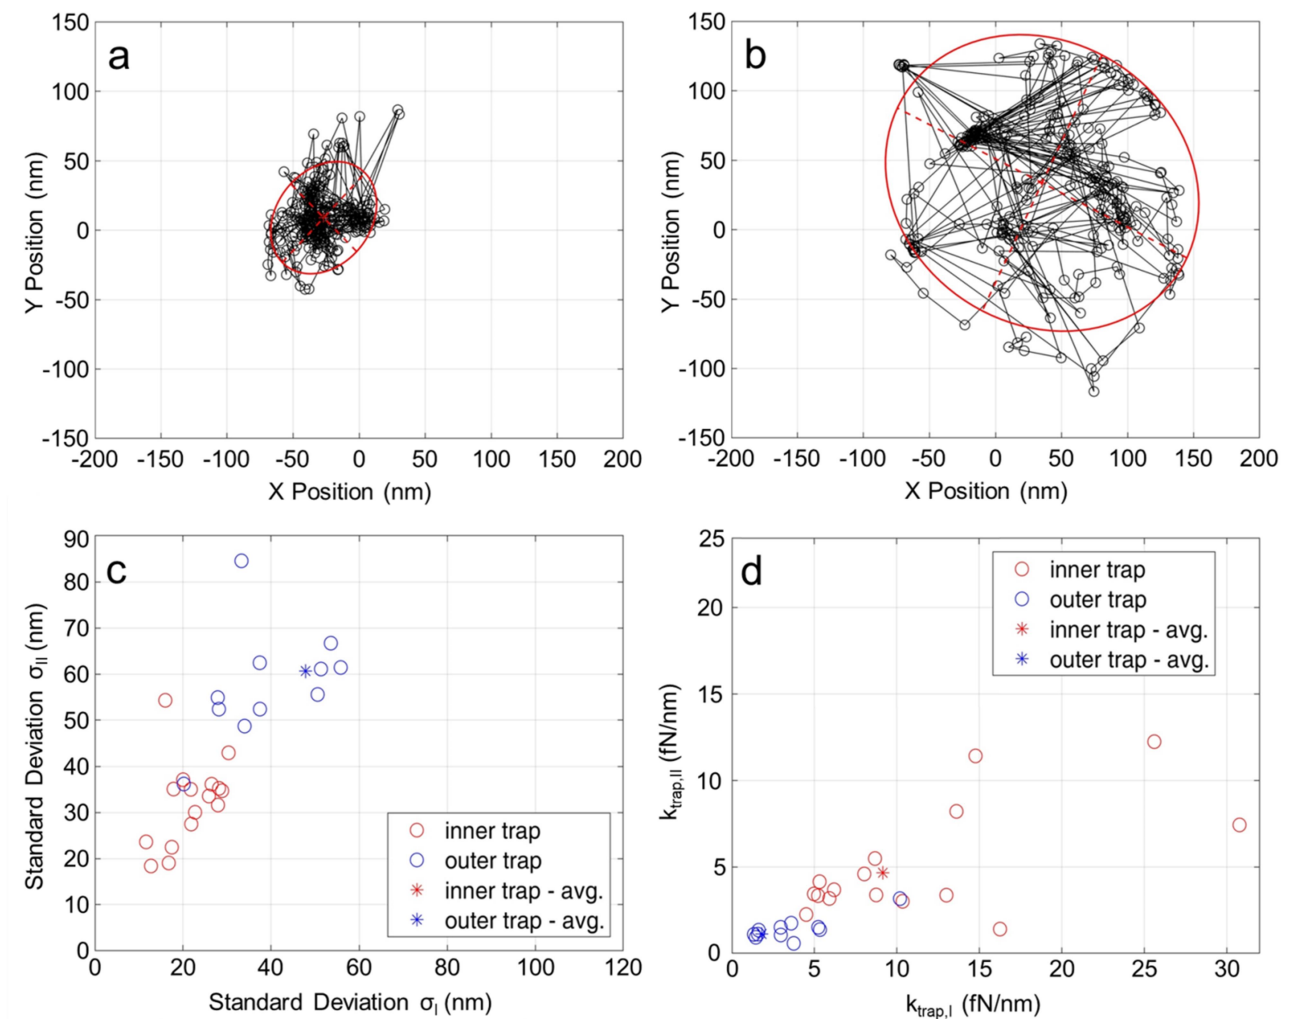 a
150
100
50
0
-50
-100
-150
-200 -150 -100 -50 0 50 100 150 200
X Position (nm)
Y Position (nm)
b
150
100
50
0
-50
-100
-150
-200 -150 -100 -50 0 50 100 150 200
X Position (nm)
Y Position (nm)
c
90
80
70
60
50
40
30
20
10
0
0 20 40 60 80 100 120
Standard Deviation σI (nm)
Standard Deviation σII (nm)
inner trap
outer trap
inner trap - avg.
outer trap - avg.
d
25
20
15
10
5
0
0 5 10 15 20 25 30
ktrap,I (fN/nm)
ktrap,II (fN/nm)
inner trap
outer trap
inner trap - avg.
outer trap - avg.